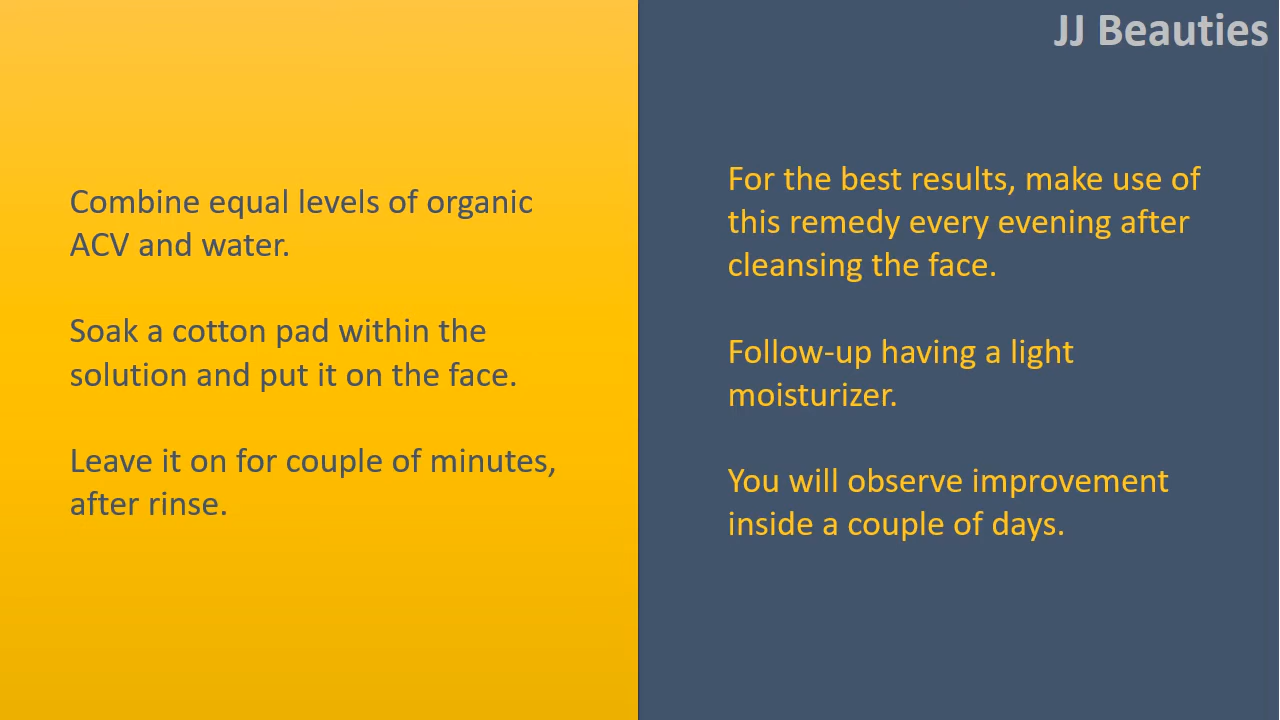 JJ Beauties
Combine equal levels of organic
ACV and water.
Soak a cotton pad within the
solution and put it on the face.
Leave it on for couple of minutes,
after rinse.
For the best results, make use of
this remedy every evening after
cleansing the face.
Follow-up having a light
moisturizer.
You will observe improvement
inside a couple of days.